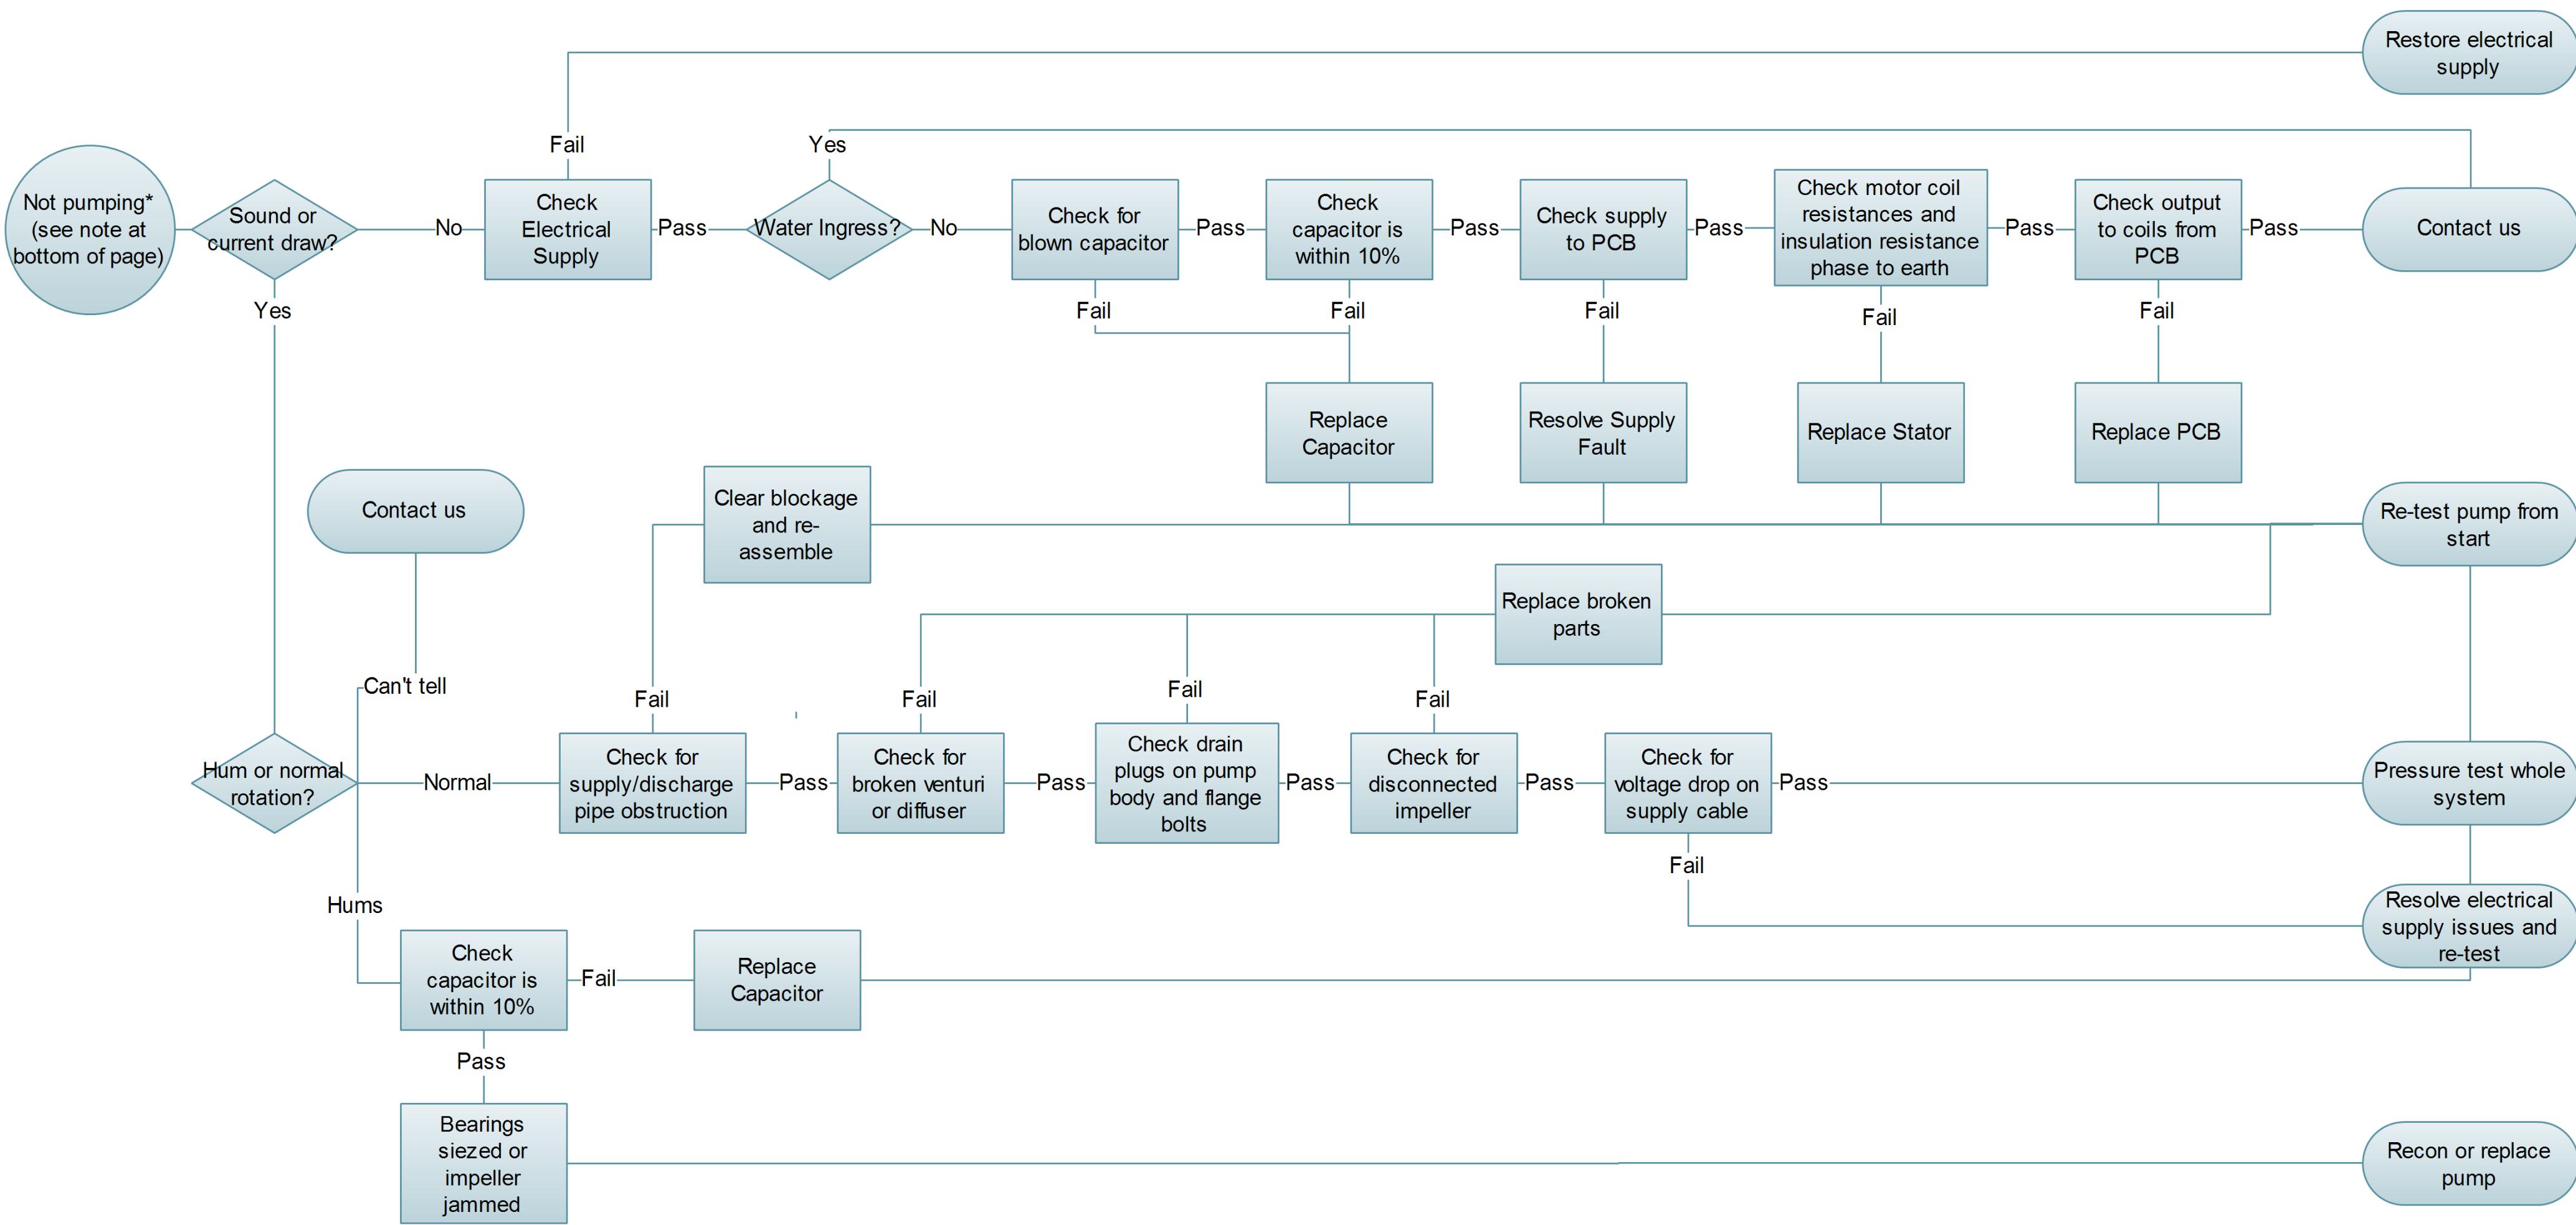 Restore electrical
supply
Fail
Yes
Not pumping*
(see note at
bottom of page)
Sound or
current draw?
No
Check
Electrical
Supply
Pass
Water Ingress?
No
Check for
blown capacitor
Pass
Check
capacitor is
within 10%
Pass
Check supply
to PCB
Pass
Check motor coil
resistances and
insulation resistance
phase to earth
Pass
Check output
to coils from
PCB
Pass
Contact us
Yes
Fail
Fail
Fail
Fail
Fail
Replace
Capacitor
Resolve Supply
Fault
Replace Stator
Replace PCB
Contact us
Clear blockage
and re-
assemble
Re-test pump from
start
Replace broken
parts
Can't tell
Fail
Fail
Fail
Fail
Hum or normal
rotation?
Normal
Check for
supply/discharge
pipe obstruction
Pass
Check for
broken venturi
or diffuser
Pass
Check drain
plugs on pump
body and flange
bolts
Pass
Check for
disconnected
impeller
Pass
Check for
voltage drop on
supply cable
Pass
Pressure test whole
system
Fail
Hums
Resolve electrical
supply issues and
re-test
Check
capacitor is
within 10%
Fail
Replace
Capacitor
Pass
Bearings
siezed or
impeller
jammed
Recon or replace
pump